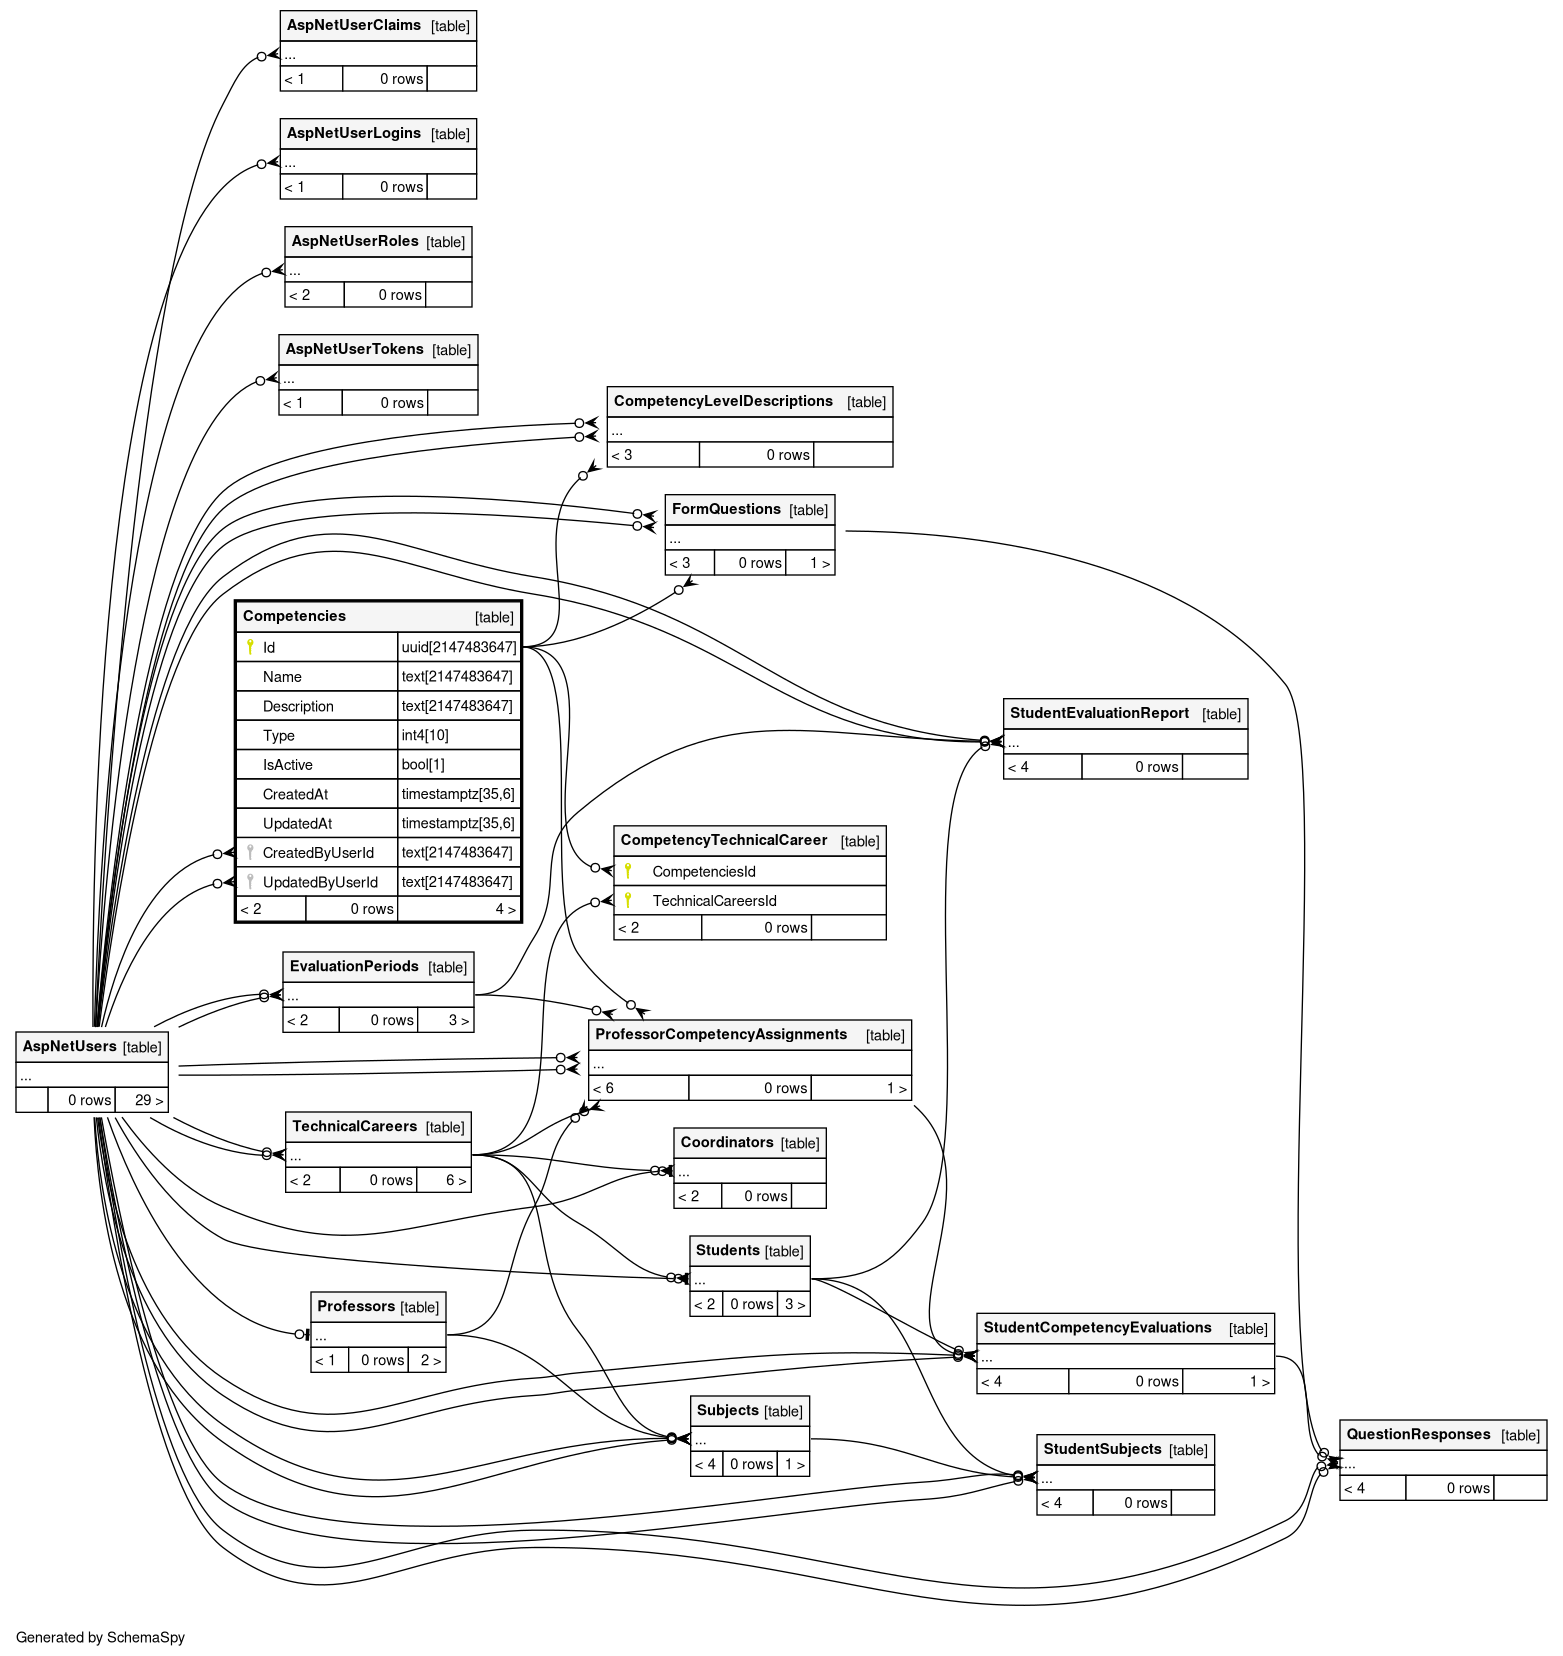 AspNetUserClaims [table]
...
< 1 0 rows
AspNetUserLogins [table]
...
< 1 0 rows
AspNetUserRoles [table]
...
< 2 0 rows
AspNetUserTokens [table]
...
< 1 0 rows
CompetencyLevelDescriptions [table]
...
< 3 0 rows
FormQuestions [table]
...
< 3 0 rows 1 >
Competencies [table]
Id uuid[2147483647]
Name text[2147483647]
Description text[2147483647]
Type int4[10]
IsActive bool[1]
CreatedAt timestamptz[35,6]
UpdatedAt timestamptz[35,6]
CreatedByUserId text[2147483647]
UpdatedByUserId text[2147483647]
< 2 0 rows 4 >
StudentEvaluationReport [table]
...
< 4 0 rows
CompetencyTechnicalCareer [table]
CompetenciesId
TechnicalCareersId
< 2 0 rows
EvaluationPeriods [table]
...
< 2 0 rows 3 >
AspNetUsers [table]
...
0 rows 29 >
ProfessorCompetencyAssignments [table]
...
< 6 0 rows 1 >
TechnicalCareers [table]
...
< 2 0 rows 6 >
Coordinators [table]
...
< 2 0 rows
Students [table]
...
< 2 0 rows 3 >
Professors [table]
...
< 1 0 rows 2 >
StudentCompetencyEvaluations [table]
...
< 4 0 rows 1 >
Subjects [table]
...
< 4 0 rows 1 >
StudentSubjects [table]
...
< 4 0 rows
QuestionResponses [table]
...
< 4 0 rows
Generated by SchemaSpy